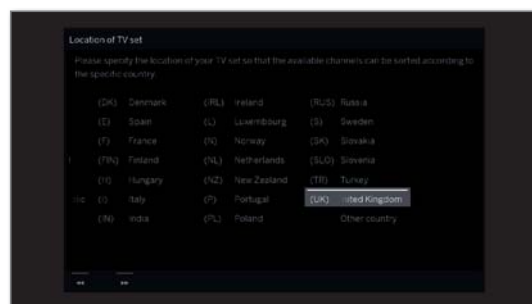 Location of TV set
Please specify the location of your TV set so that the available channels can be sorted according to
the specific country.
(DK) Denmark (IRL) Ireland (RUS) Russia
(E) Spain (L) Luxembourg (S) Sweden
(F) France (N) Norway (SK) Slovakia
(FIN) Finland (NL) Netherlands (SLO) Slovenia
(H) Hungary (NZ) New Zealand (TR) Turkey
(I) Italy (P) Portugal (UK) United Kingdom
(IN) India (PL) Poland Other country